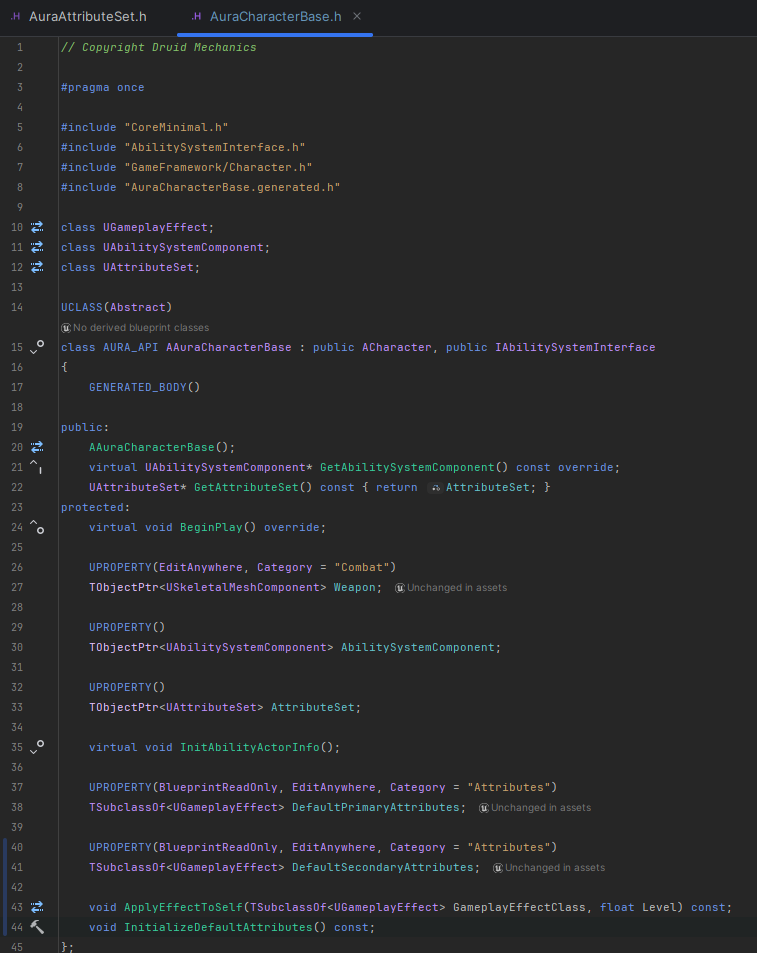 .H AuraAttributeSet.h .H AuraCharacterBase.h ×
1 // Copyright Druid Mechanics
2
3 #pragma once
4
5 #include "CoreMinimal.h"
6 #include "AbilitySystemInterface.h"
7 #include "GameFramework/Character.h"
8 #include "AuraCharacterBase.generated.h"
9
10 class UGameplayEffect;
11 class UAbilitySystemComponent;
12 class UAttributeSet;
13
14 UCLASS(Abstract)
No derived blueprint classes
15 class AURA_API AAuraCharacterBase : public ACharacter, public IAbilitySystemInterface
16 {
17     GENERATED_BODY()
18
19 public:
20     AAuraCharacterBase();
21     virtual UAbilitySystemComponent* GetAbilitySystemComponent() const override;
22     UAttributeSet* GetAttributeSet() const { return AttributeSet; }
23 protected:
24     virtual void BeginPlay() override;
25
26     UPROPERTY(EditAnywhere, Category = "Combat")
27     TObjectPtr<USkeletalMeshComponent> Weapon; Unchanged in assets
28
29     UPROPERTY()
30     TObjectPtr<UAbilitySystemComponent> AbilitySystemComponent;
31
32     UPROPERTY()
33     TObjectPtr<UAttributeSet> AttributeSet;
34
35     virtual void InitAbilityActorInfo();
36
37     UPROPERTY(BlueprintReadOnly, EditAnywhere, Category = "Attributes")
38     TSubclassOf<UGameplayEffect> DefaultPrimaryAttributes; Unchanged in assets
39
40     UPROPERTY(BlueprintReadOnly, EditAnywhere, Category = "Attributes")
41     TSubclassOf<UGameplayEffect> DefaultSecondaryAttributes; Unchanged in assets
42
43     void ApplyEffectToSelf(TSubclassOf<UGameplayEffect> GameplayEffectClass, float Level) const;
44     void InitializeDefaultAttributes() const;
45 };